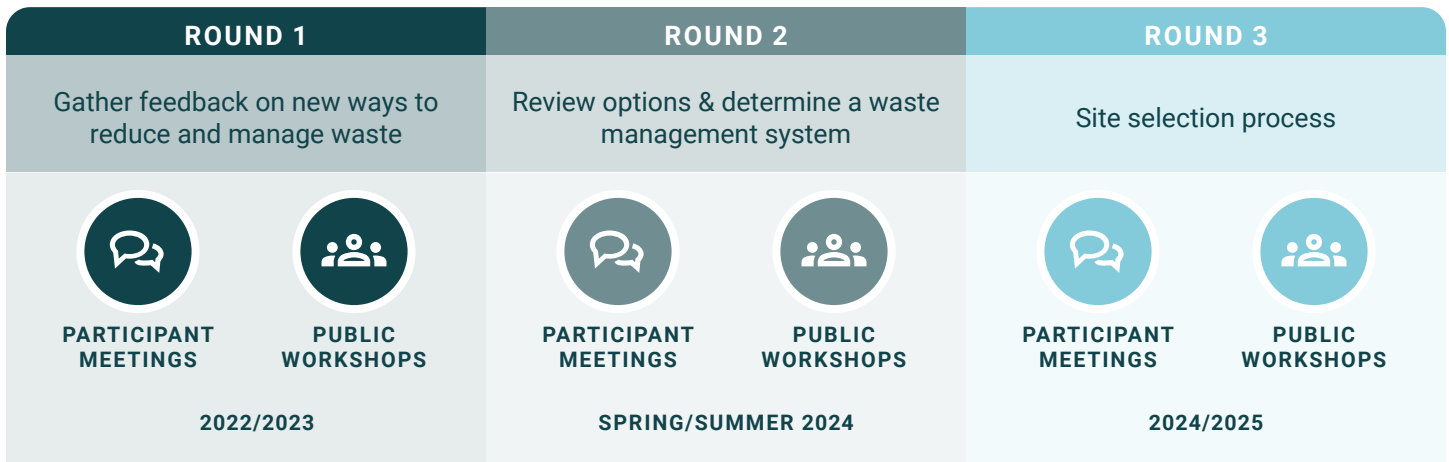 ROUND 1
Gather feedback on new ways to
reduce and manage waste
PARTICIPANT
MEETINGS
PUBLIC
WORKSHOPS
2022/2023
ROUND 2
Review options & determine a waste
management system
PARTICIPANT
MEETINGS
PUBLIC
WORKSHOPS
SPRING/SUMMER 2024
ROUND 3
Site selection process
PARTICIPANT
MEETINGS
PUBLIC
WORKSHOPS
2024/2025